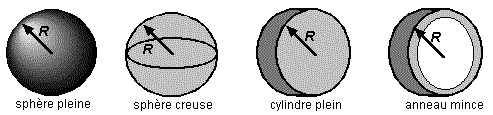 R
R
R
R
sphère pleine
sphère creuse
cylindre plein
anneau mince